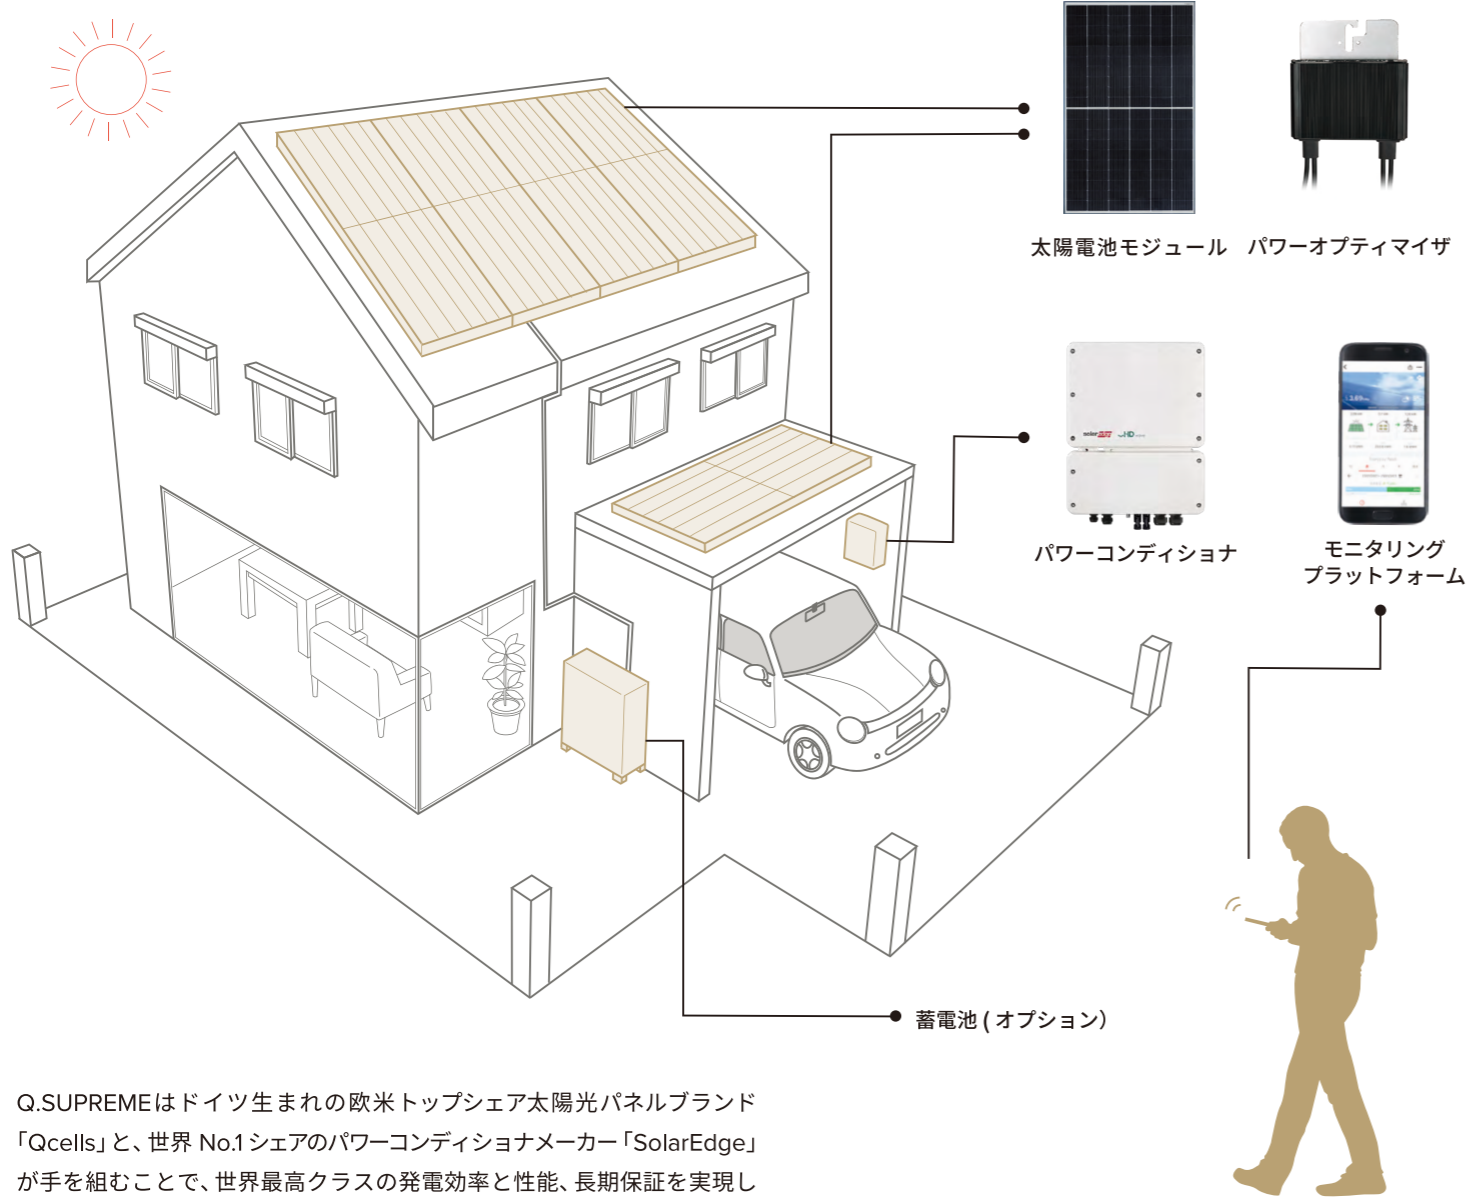 太陽電池モジュール
パワーオプティマイザ
solaredge
HD
パワーコンディショナ
モニタリング
プラットフォーム
蓄電池 ( オプション）
Q.SUPREMEはドイツ生まれの欧米トップシェア太陽光パネルブランド
「Qcells」と、世界 No.1 シェアのパワーコンディショナメーカー「SolarEdge」
が手を組むことで、世界最高クラスの発電効率と性能、長期保証を実現し